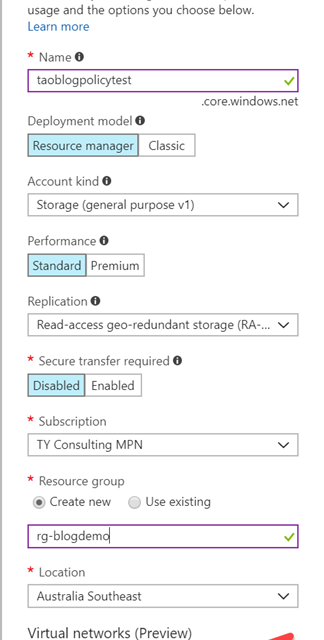 usage and the options you choose below.
Learn more
* Name
taoblogpolicytest
.core.windows.net
Deployment model
Resource manager Classic
Account kind
Storage (general purpose v1)
Performance
Standard Premium
Replication
Read-access geo-redundant storage (RA-...
* Secure transfer required
Disabled Enabled
* Subscription
TY Consulting MPN
* Resource group
Create new Use existing
rg-blogdemo
* Location
Australia Southeast
Virtual networks (Preview)